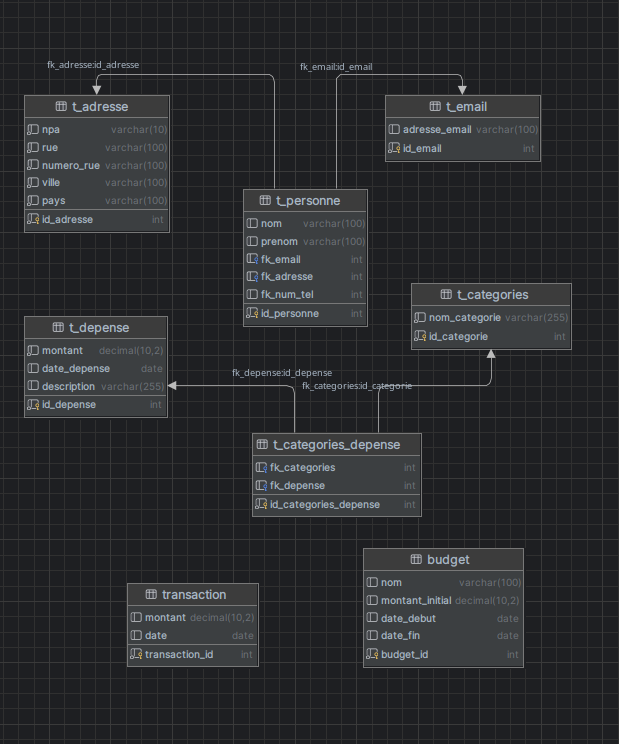 fk_adresse:id_adresse
fk_email:id_email
t_adresse
npa varchar(10)
rue varchar(100)
numero_rue varchar(100)
ville varchar(100)
pays varchar(100)
id_adresse int
t_email
adresse_email varchar(100)
id_email int
t_personne
nom varchar(100)
prenom varchar(100)
fk_email int
fk_adresse int
fk_num_tel int
id_personne int
t_categories
nom_categorie varchar(255)
id_categorie int
t_depense
montant decimal(10,2)
date_depense date
description varchar(255)
id_depense int
fk_depense:id_depense
fk_categories:id_categorie
t_categories_depense
fk_categories int
fk_depense int
id_categories_depense int
budget
nom varchar(100)
montant_initial decimal(10,2)
date_debut date
date_fin date
budget_id int
transaction
montant decimal(10,2)
date date
transaction_id int